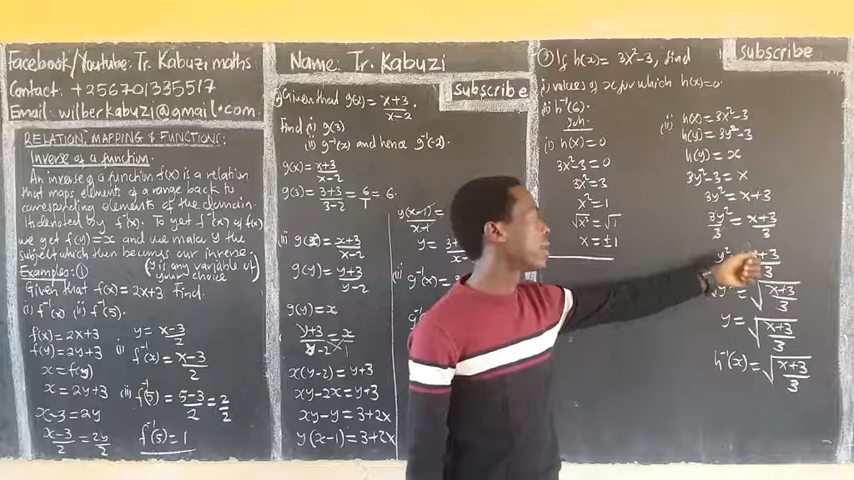 Facebook/Youtube: Tr. Kabuzi maths
Contact: +256701335517
Email: wilberkabuzi@gmail.com
RELATION, MAPPING & FUNCTIONS:
Inverse of a function.
An inverse of a function f(x) is a relation
that maps elements of a range back to
corresponding elements of the domain.
It denoted by f⁻¹(x). To get f⁻¹(x) of f(x)
we get f(y)=x and we make y the
subject which then becomes our inverse.
(y is any variable of
your choice)
Examples: (1)
Given that f(x) = 2x+3 Find.
(i) f⁻¹(x) (ii) f⁻¹(5).
f(x) = 2x+3
f(y) = 2y+3
x = f(y)
x = 2y+3
x-3 = 2y
x-3/2 = 2y/2
y = x-3/2
(i) f⁻¹(x) = x-3/2
(ii) f⁻¹(5) = 5-3/2 = 2/2
f⁻¹(5) = 1
Name: Tr. Kabuzi
subscribe
Given that g(x) = x+3/x-2.
Find (i) g(3)
(ii) g⁻¹(x) and hence g⁻¹(-2).
g(x) = x+3/x-2
g(3) = 3+3/3-2 = 6/1 = 6.
(ii) g(x) = x+3/x-2
g(y) = y+3/y-2
g(y) = x
y+3/y-2 = x/1
x(y-2) = y+3
xy-2x = y+3
xy-y = 3+2x
y(x-1) = 3+2x
y(x-1)/x-1 =
y = 3+
(iii) g⁻¹(x) = 3
subscribe
③ If h(x) = 3x²-3, find
(i) values of x for which h(x)=0
(ii) h⁻¹(6).
Soln.
(i) h(x) = 0
3x²-3 = 0
3x² = 3
x² = 1
√x² = √1
x = ±1
(ii) h(x) = 3x²-3
h(y) = 3y²-3
h(y) = x
3y²-3 = x
3y² = x+3
3y²/3 = x+3/3
y² = x+3/3
√y² = √x+3/3
y = √x+3/3
h⁻¹(x) = √x+3/3